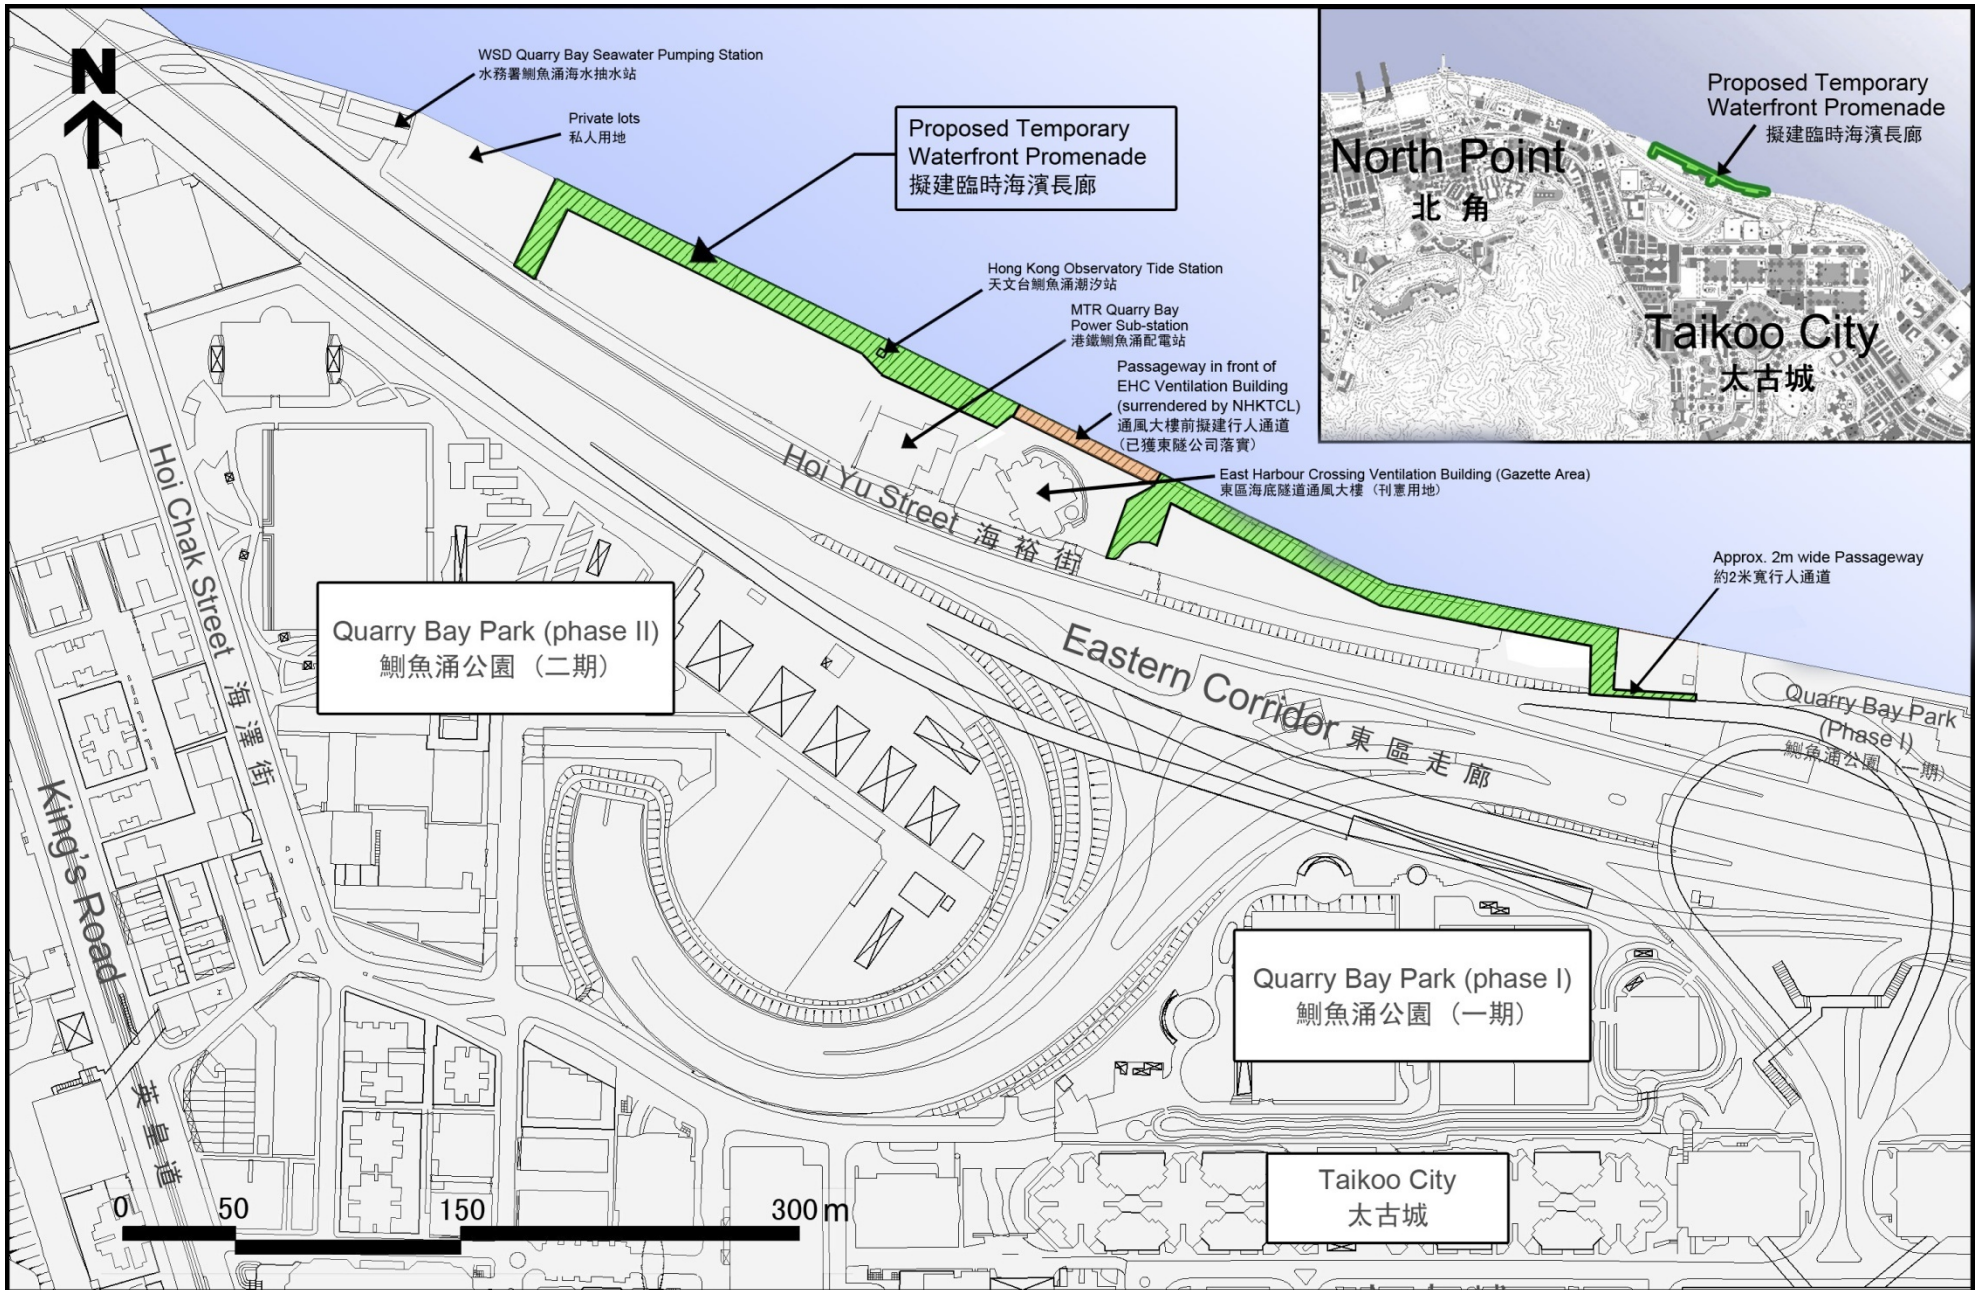 N
WSD Quarry Bay Seawater Pumping Station
水務署鰂魚涌海水抽水站
Private lots
私人用地
Proposed Temporary
Waterfront Promenade
擬建臨時海濱長廊
Hong Kong Observatory Tide Station
天文台鰂魚涌潮汐站
MTR Quarry Bay
Power Sub-station
港鐵鰂魚涌配電站
Passageway in front of
EHC Ventilation Building
(surrendered by NHKTCL)
通風大樓前擬建行人通道
(已獲東隧公司落實)
East Harbour Crossing Ventilation Building (Gazette Area)
東區海底隧道通風大樓 (刊憲用地)
Approx. 2m wide Passageway
約2米寬行人通道
Proposed Temporary
Waterfront Promenade
擬建臨時海濱長廊
North Point
北 角
Taikoo City
太古城
Hoi Yu Street 海 裕 街
Hoi Chak Street 海 澤 街
Eastern Corridor 東 區 走 廊
Quarry Bay Park
(Phase I)
鰂魚涌公園 (一期)
Quarry Bay Park (phase II)
鰂魚涌公園 (二期)
King's Road
英 皇 道
Quarry Bay Park (phase I)
鰂魚涌公園 (一期)
Taikoo City
太古城
0 50 150 300 m